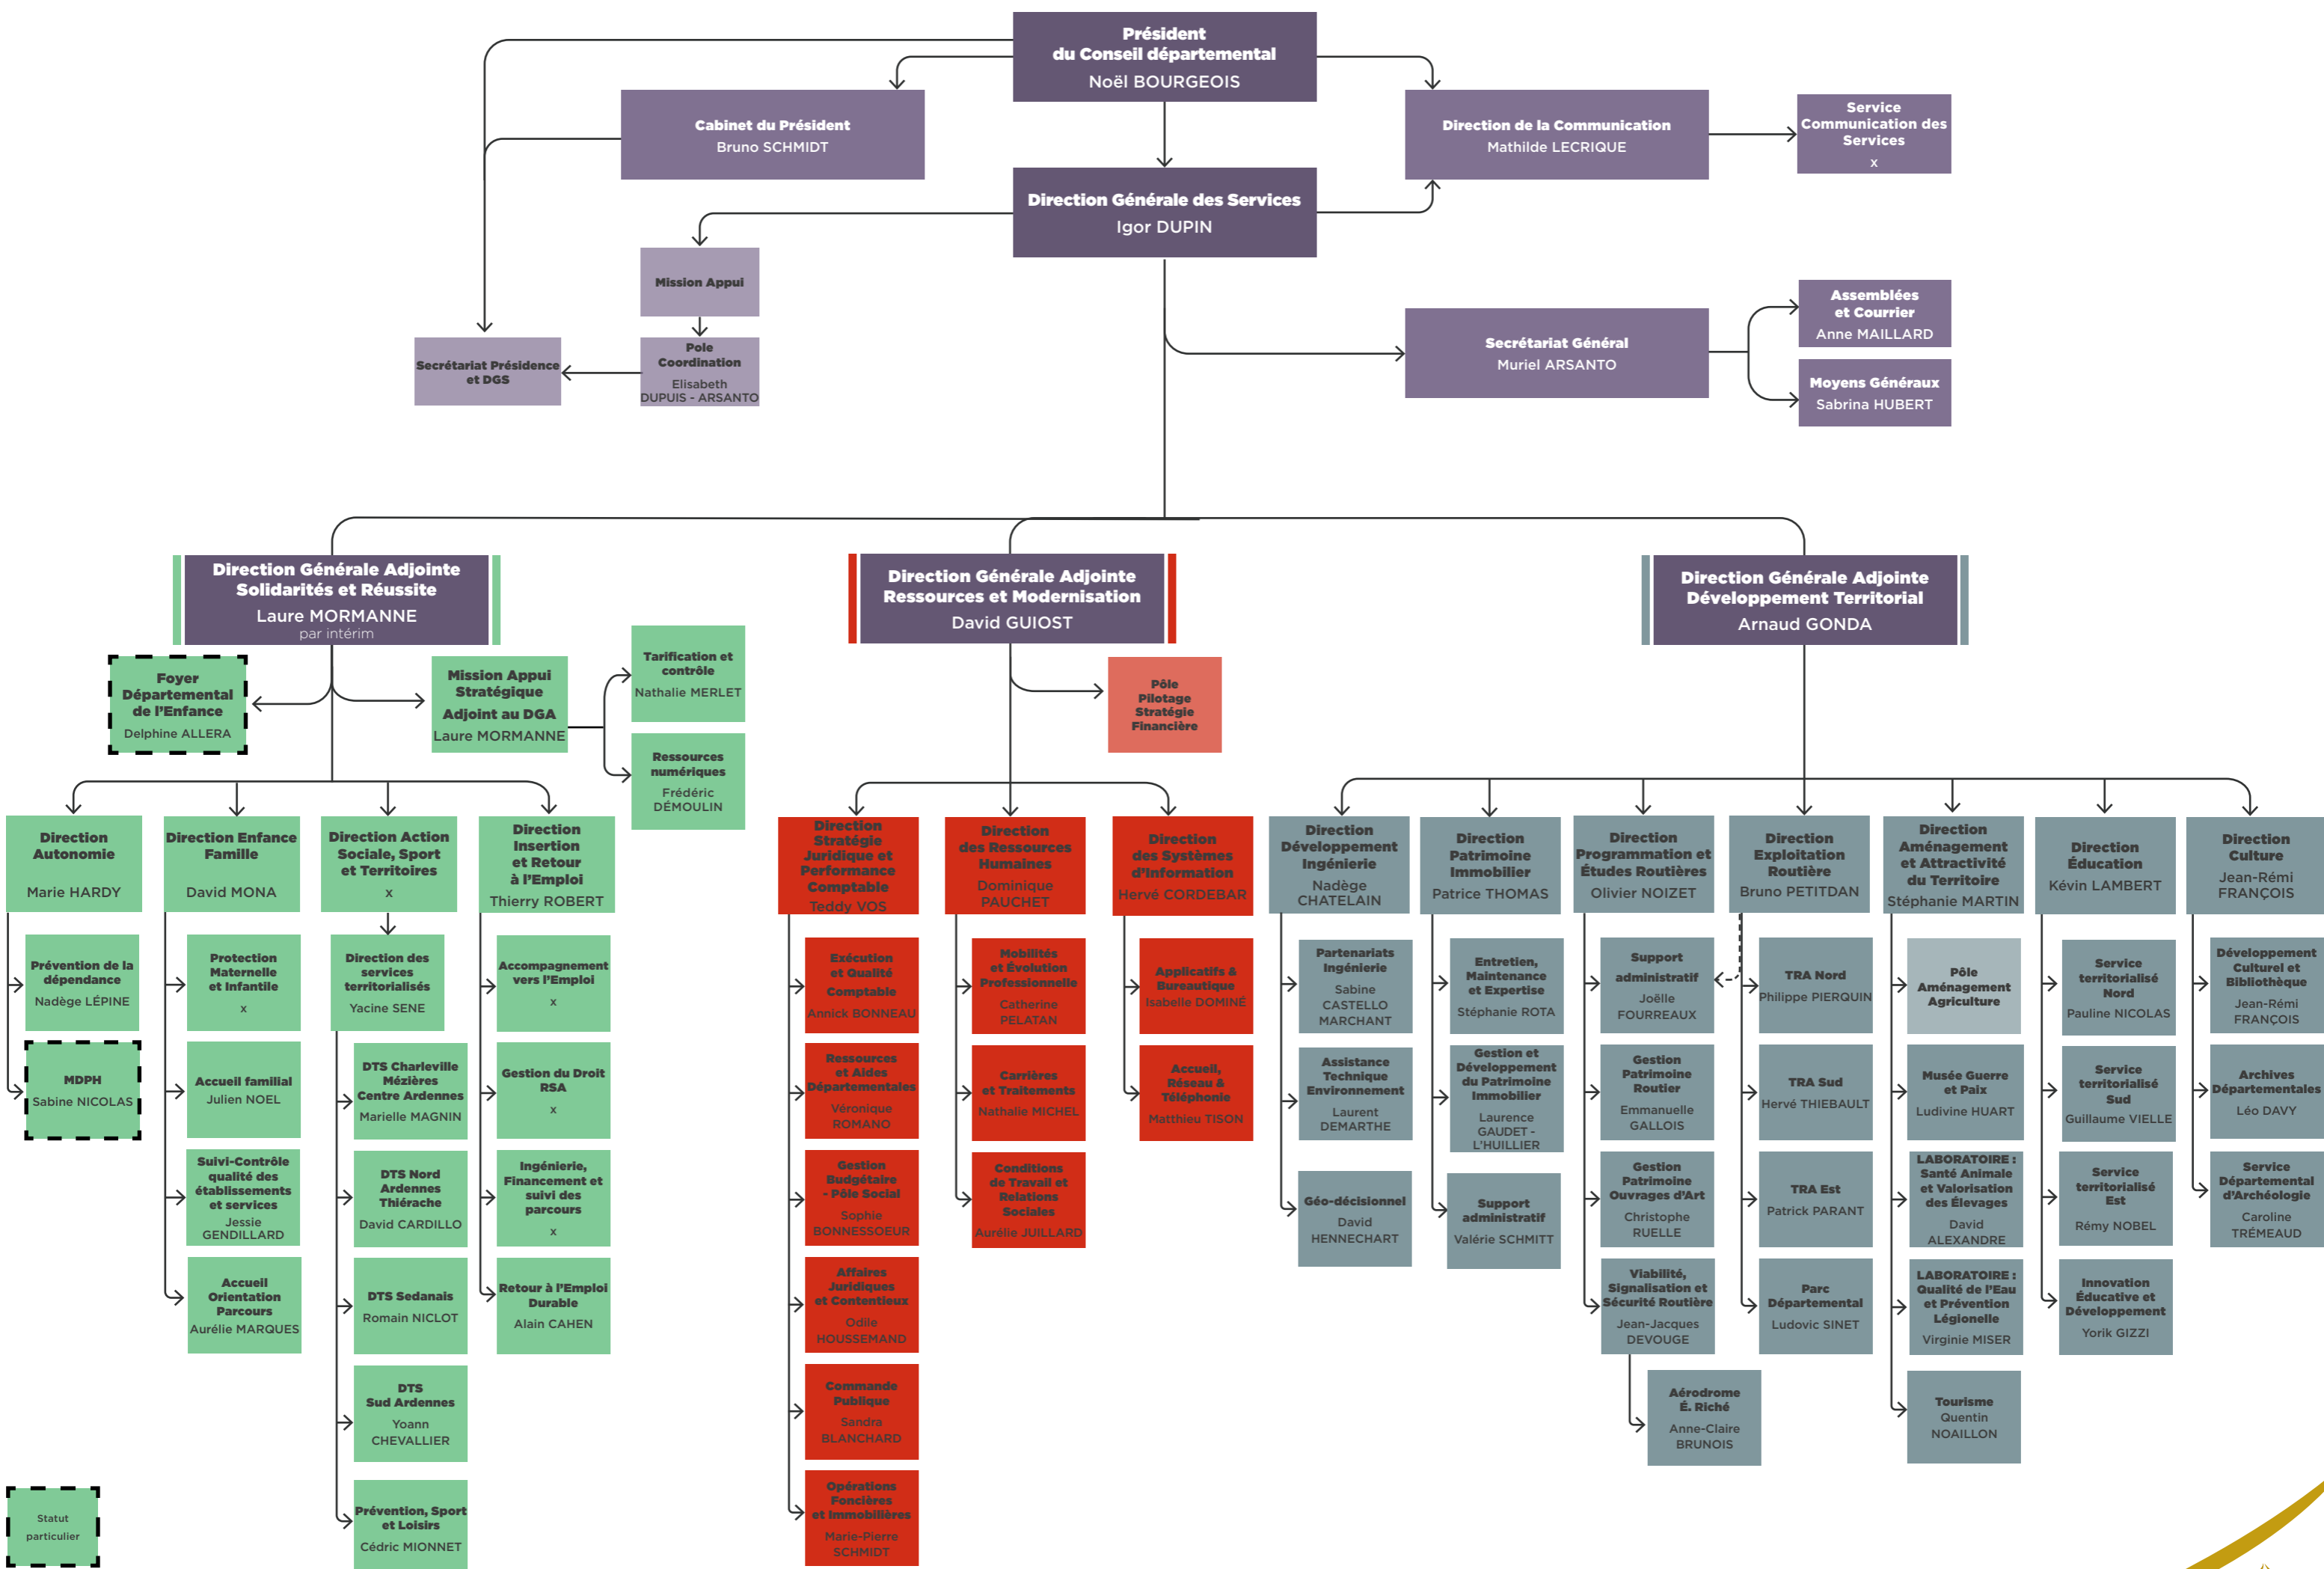 Président
du Conseil départemental
Noël BOURGEOIS
Cabinet du Président
Bruno SCHMIDT
Direction de la Communication
Mathilde LECRIQUE
Service
Communication des
Services
x
Direction Générale des Services
Igor DUPIN
Mission Appui
Secrétariat Présidence
et DGS
Pole
Coordination
Elisabeth
DUPUIS - ARSANTO
Secrétariat Général
Muriel ARSANTO
Assemblées
et Courrier
Anne MAILLARD
Moyens Généraux
Sabrina HUBERT
Direction Générale Adjointe
Solidarités et Réussite
Laure MORMANNE
par intérim
Direction Générale Adjointe
Ressources et Modernisation
David GUIOST
Direction Générale Adjointe
Développement Territorial
Arnaud GONDA
Foyer
Départemental
de l'Enfance
Delphine ALLERA
Mission Appui
Stratégique
Adjoint au DGA
Laure MORMANNE
Tarification et
contrôle
Nathalie MERLET
Ressources
numériques
Frédéric
DÉMOULIN
Pôle
Pilotage
Stratégie
Financière
Direction
Autonomie
Marie HARDY
Prévention de la
dépendance
Nadège LÉPINE
MDPH
Sabine NICOLAS
Direction Enfance
Famille
David MONA
Protection
Maternelle
et Infantile
x
Accueil familial
Julien NOEL
Suivi-Contrôle
qualité des
établissements
et services
Jessie
GENDILLARD
Accueil
Orientation
Parcours
Aurélie MARQUES
Direction Action
Sociale, Sport
et Territoires
x
Direction des
services
territorialisés
Yacine SENE
DTS Charleville
Mézières
Centre Ardennes
Marielle MAGNIN
DTS Nord
Ardennes
Thiérache
David CARDILLO
DTS Sedanais
Romain NICLOT
DTS
Sud Ardennes
Yoann
CHEVALLIER
Prévention, Sport
et Loisirs
Cédric MIONNET
Direction
Insertion
et Retour
à l'Emploi
Thierry ROBERT
Accompagnement
vers l'Emploi
x
Gestion du Droit
RSA
x
Ingénierie,
Financement et
suivi des
parcours
x
Retour à l'Emploi
Durable
Alain CAHEN
Direction
Stratégie
Juridique et
Performance
Comptable
Teddy VOS
Exécution
et Qualité
Comptable
Annick BONNEAU
Ressources
et Aides
Départementales
Véronique
ROMANO
Gestion
Budgétaire
- Pôle Social
Sophie
BONNESSOEUR
Affaires
Juridiques
et Contentieux
Odile
HOUSSEMAND
Commande
Publique
Sandra
BLANCHARD
Opérations
Foncières
et Immobilières
Marie-Pierre
SCHMIDT
Direction
des Ressources
Humaines
Dominique
PAUCHET
Mobilités
et Évolution
Professionnelle
Catherine
PELATAN
Carrières
et Traitements
Nathalie MICHEL
Conditions
de Travail et
Relations
Sociales
Aurélie JUILLARD
Direction
des Systèmes
d'Information
Hervé CORDEBAR
Applicatifs &
Bureautique
Isabelle DOMINÉ
Accueil,
Réseau &
Téléphonie
Matthieu TISON
Direction
Développement
Ingénierie
Nadège
CHATELAIN
Partenariats
Ingénierie
Sabine
CASTELLO
MARCHANT
Assistance
Technique
Environnement
Laurent
DEMARTHE
Géo-décisionnel
David
HENNECHART
Direction
Patrimoine
Immobilier
Patrice THOMAS
Entretien,
Maintenance
et Expertise
Stéphanie ROTA
Gestion et
Développement
du Patrimoine
Immobilier
Laurence
GAUDET -
L'HUILLIER
Support
administratif
Valérie SCHMITT
Direction
Programmation et
Études Routières
Olivier NOIZET
Support
administratif
Joëlle
FOURREAUX
Gestion
Patrimoine
Routier
Emmanuelle
GALLOIS
Gestion
Patrimoine
Ouvrages d'Art
Christophe
RUELLE
Viabilité,
Signalisation et
Sécurité Routière
Jean-Jacques
DEVOUGE
Aérodrome
É. Riché
Anne-Claire
BRUNOIS
Direction
Exploitation
Routière
Bruno PETITDAN
TRA Nord
Philippe PIERQUIN
TRA Sud
Hervé THIEBAULT
TRA Est
Patrick PARANT
Parc
Départemental
Ludovic SINET
Direction
Aménagement
et Attractivité
du Territoire
Stéphanie MARTIN
Pôle
Aménagement
Agriculture
Musée Guerre
et Paix
Ludivine HUART
LABORATOIRE :
Santé Animale
et Valorisation
des Élevages
David
ALEXANDRE
LABORATOIRE :
Qualité de l'Eau
et Prévention
Légionelle
Virginie MISER
Tourisme
Quentin
NOAILLON
Direction
Éducation
Kévin LAMBERT
Service
territorialisé
Nord
Pauline NICOLAS
Service
territorialisé
Sud
Guillaume VIELLE
Service
territorialisé
Est
Rémy NOBEL
Innovation
Éducative et
Développement
Yorik GIZZI
Direction
Culture
Jean-Rémi
FRANÇOIS
Développement
Culturel et
Bibliothèque
Jean-Rémi
FRANÇOIS
Archives
Départementales
Léo DAVY
Service
Départemental
d'Archéologie
Caroline
TRÉMEAUD
Statut
particulier